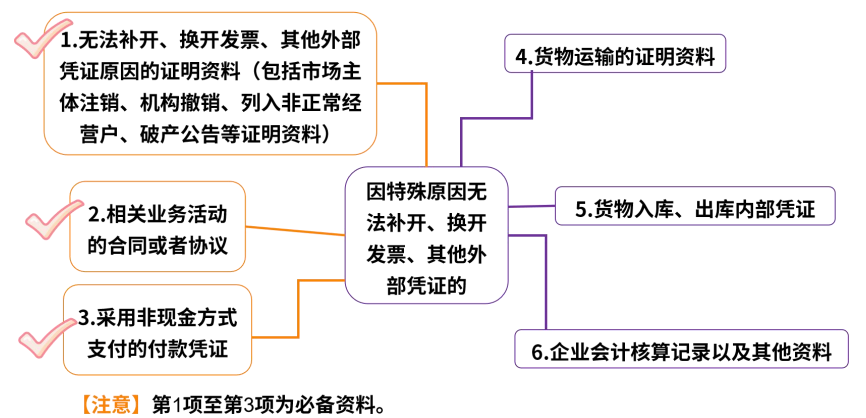 1.无法补开、换开发票、其他外部
凭证原因的证明资料（包括市场主
体注销、机构撤销、列入非正常经
营户、破产公告等证明资料）
2.相关业务活动
的合同或者协议
3.采用非现金方式
支付的付款凭证
因特殊原因无
法补开、换开
发票、其他外
部凭证的
4.货物运输的证明资料
5.货物入库、出库内部凭证
6.企业会计核算记录以及其他资料
【注意】第1项至第3项为必备资料。